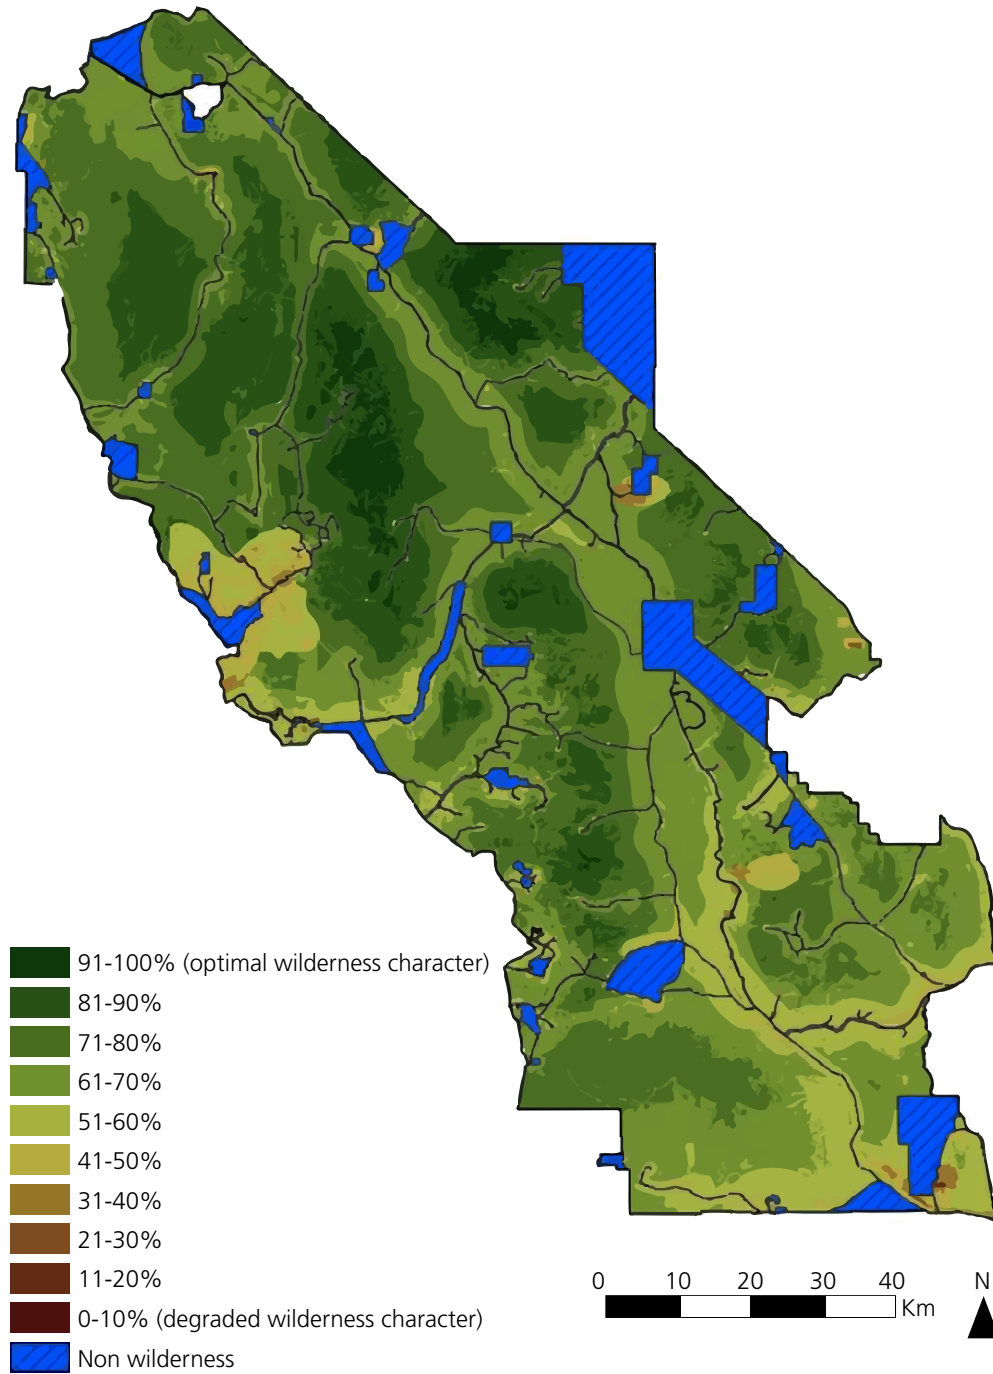 91-100% (optimal wilderness character)
81-90%
71-80%
61-70%
51-60%
41-50%
31-40%
21-30%
11-20%
0-10% (degraded wilderness character)
Non wilderness
0 10 20 30 40 N
Km